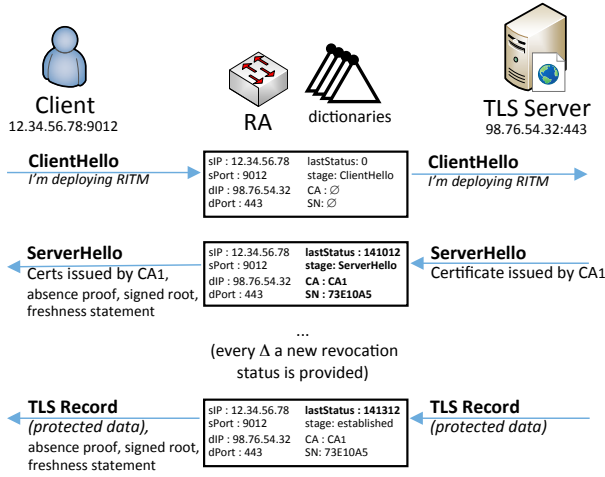 Client
12.34.56.78:9012
RA
dictionaries
TLS Server
98.76.54.32:443
ClientHello
I'm deploying RITM
sIP : 12.34.56.78 lastStatus: 0
sPort : 9012 stage: ClientHello
dIP : 98.76.54.32 CA : ∅
dPort : 443 SN: ∅
ClientHello
I'm deploying RITM
ServerHello
Certs issued by CA1,
absence proof, signed root,
freshness statement
sIP : 12.34.56.78 lastStatus : 141012
sPort : 9012 stage: ServerHello
dIP : 98.76.54.32 CA : CA1
dPort : 443 SN : 73E10A5
ServerHello
Certificate issued by CA1
...
(every Δ a new revocation
status is provided)
TLS Record
(protected data),
absence proof, signed root,
freshness statement
sIP : 12.34.56.78 lastStatus : 141312
sPort : 9012 stage: established
dIP : 98.76.54.32 CA : CA1
dPort : 443 SN: 73E10A5
TLS Record
(protected data)